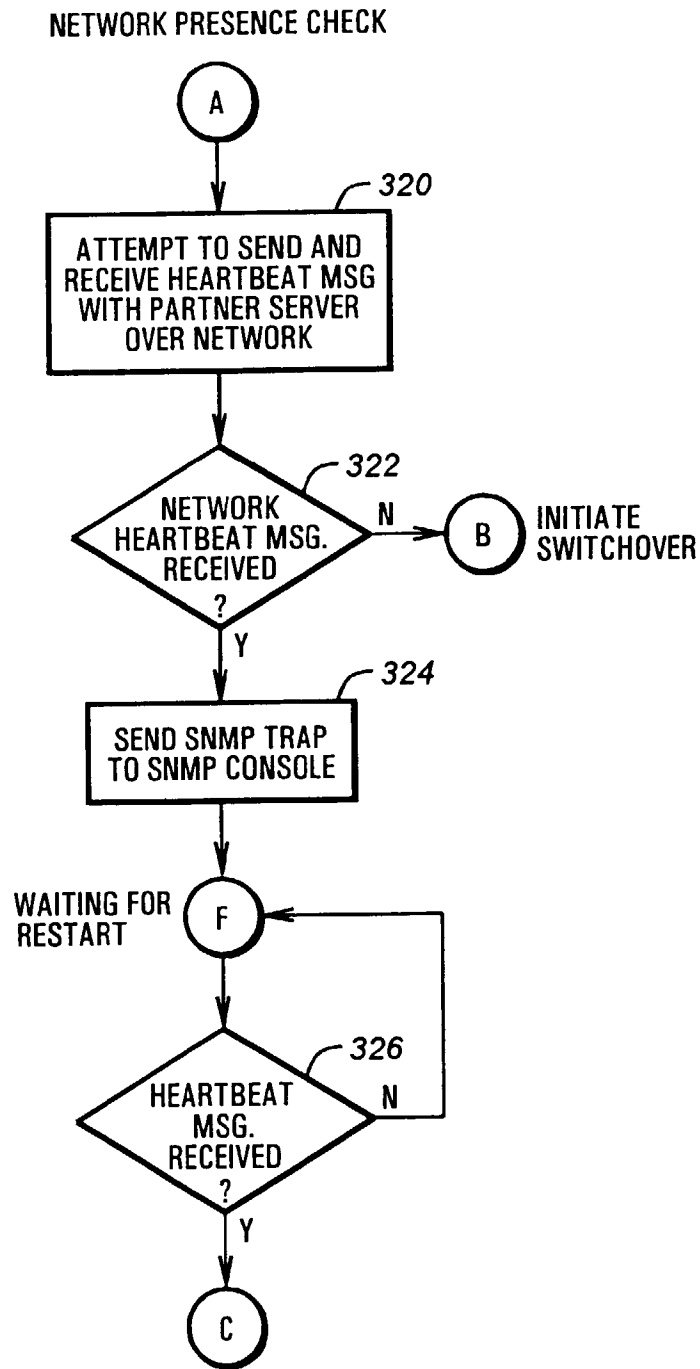 NETWORK PRESENCE CHECK
A
320
ATTEMPT TO SEND AND
RECEIVE HEARTBEAT MSG
WITH PARTNER SERVER
OVER NETWORK
322
NETWORK
HEARTBEAT MSG.
RECEIVED
?
N
B
INITIATE
SWITCHOVER
Y
324
SEND SNMP TRAP
TO SNMP CONSOLE
WAITING FOR
RESTART
F
326
HEARTBEAT
MSG.
RECEIVED
?
N
Y
C